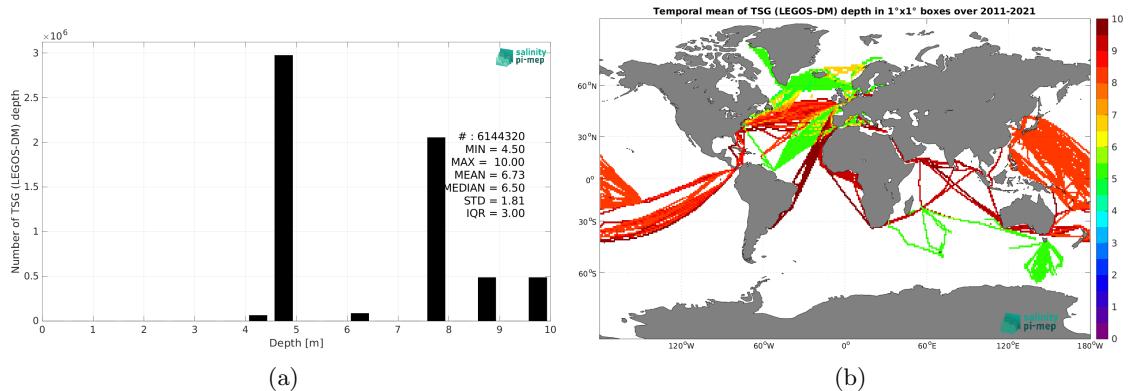 ×10⁶
3
2.5
2
1.5
1
0.5
0
Number of TSG (LEGOS-DM) depth
0 1 2 3 4 5 6 7 8 9 10
Depth [m]
salinity
pi-mep
# : 6144320
MIN = 4.50
MAX = 10.00
MEAN = 6.73
MEDIAN = 6.50
STD = 1.81
IQR = 3.00
(a)
Temporal mean of TSG (LEGOS-DM) depth in 1°x1° boxes over 2011-2021
60°N
30°N
0°
30°S
60°S
120°W 60°W 0° 60°E 120°E 180°W
10
9
8
7
6
5
4
3
2
1
0
salinity
pi-mep
(b)